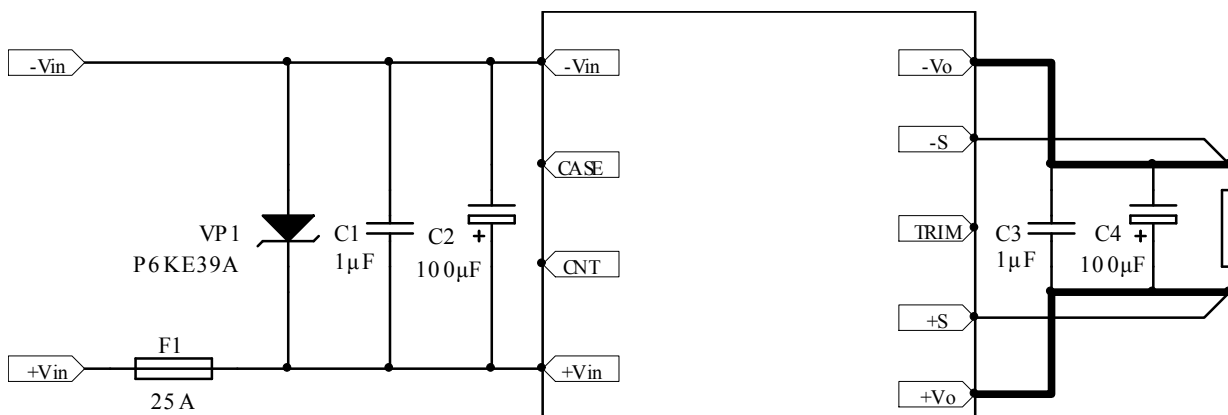 -Vin
-Vin
-Vo
-S
CASE
VP1
P6KE39A
C1
1μF
C2
+
100μF
CNT
TRIM
C3
1μF
C4
+
100μF
+S
F1
+Vin
25A
+Vin
+Vo